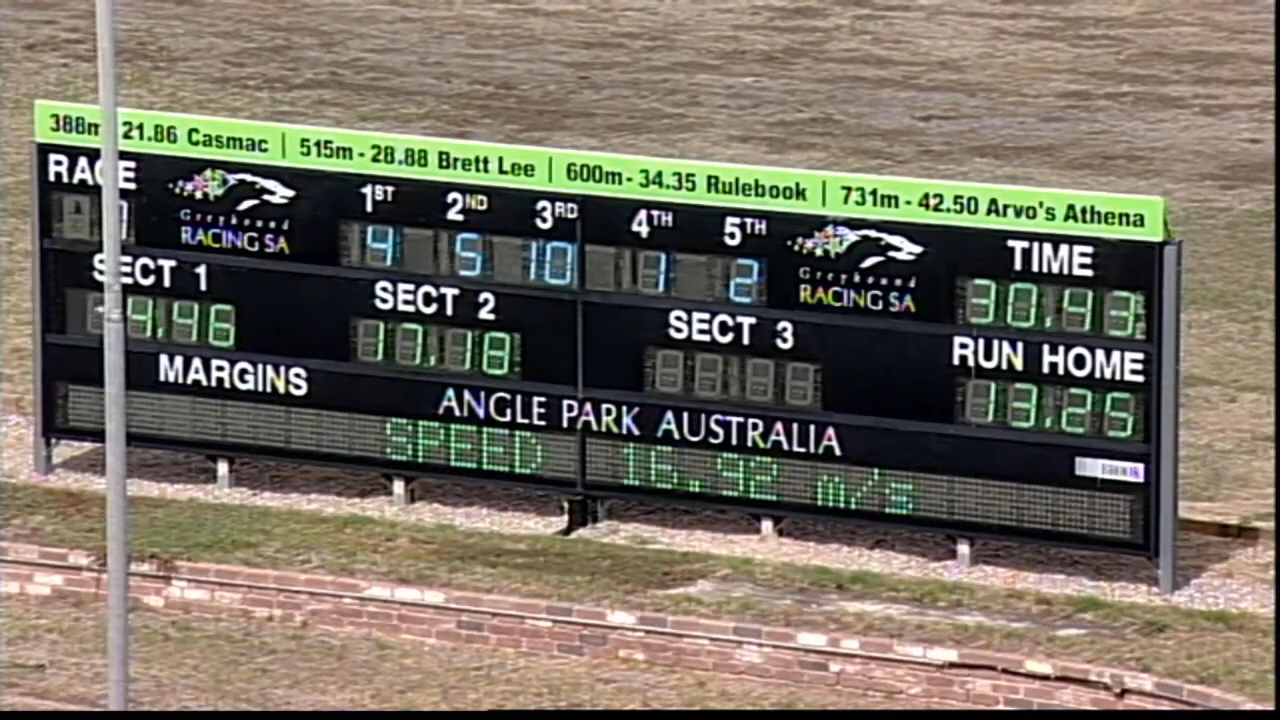 388m - 21.86 Casmac | 515m - 28.88 Brett Lee | 600m - 34.35 Rulebook | 731m - 42.50 Arvo's Athena
RACE
Greyhound
RACING SA
1ST 2ND 3RD 4TH 5TH
4 5 10 1 2
Greyhound
RACING SA
TIME
30.43
SECT 1
4.46
SECT 2
17.18
SECT 3
RUN HOME
13.25
MARGINS
ANGLE PARK AUSTRALIA
SPEED 16.92 m/s